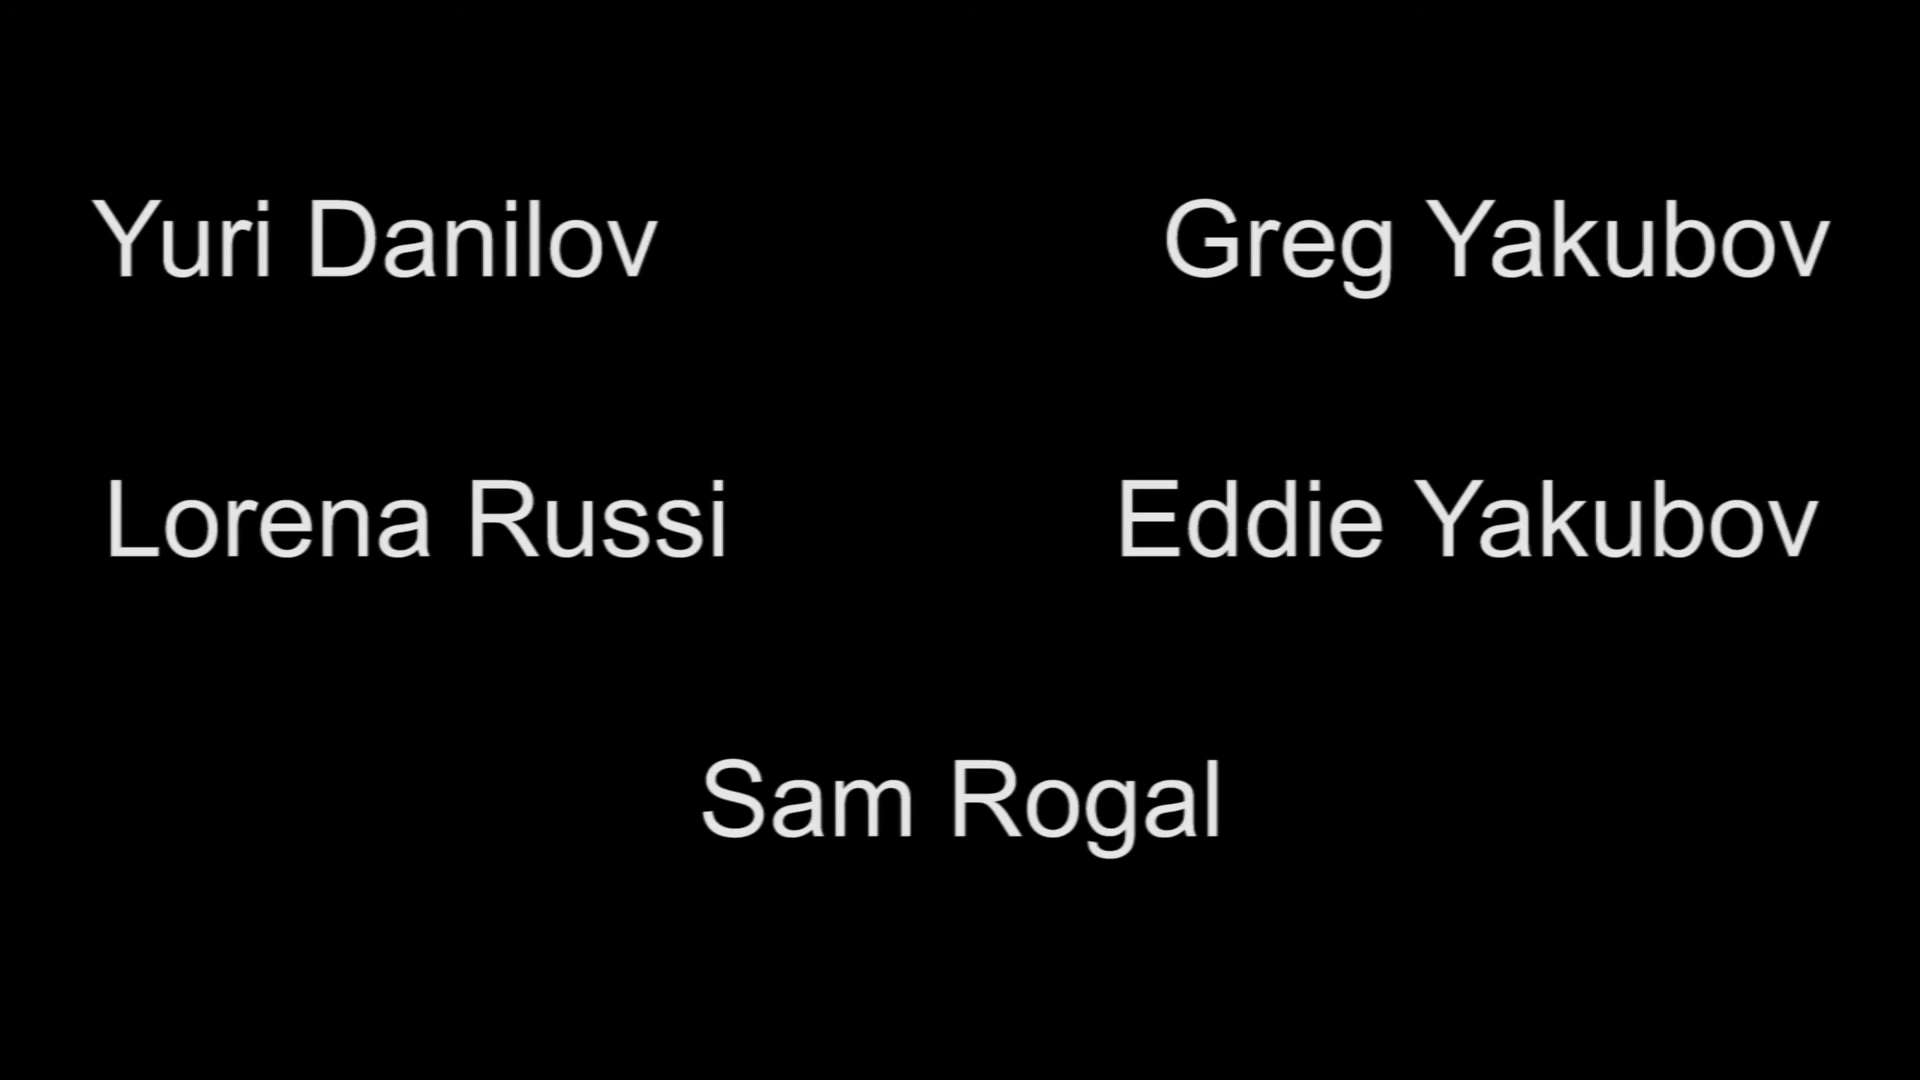 Yuri Danilov
Greg Yakubov
Lorena Russi
Eddie Yakubov
Sam Rogal